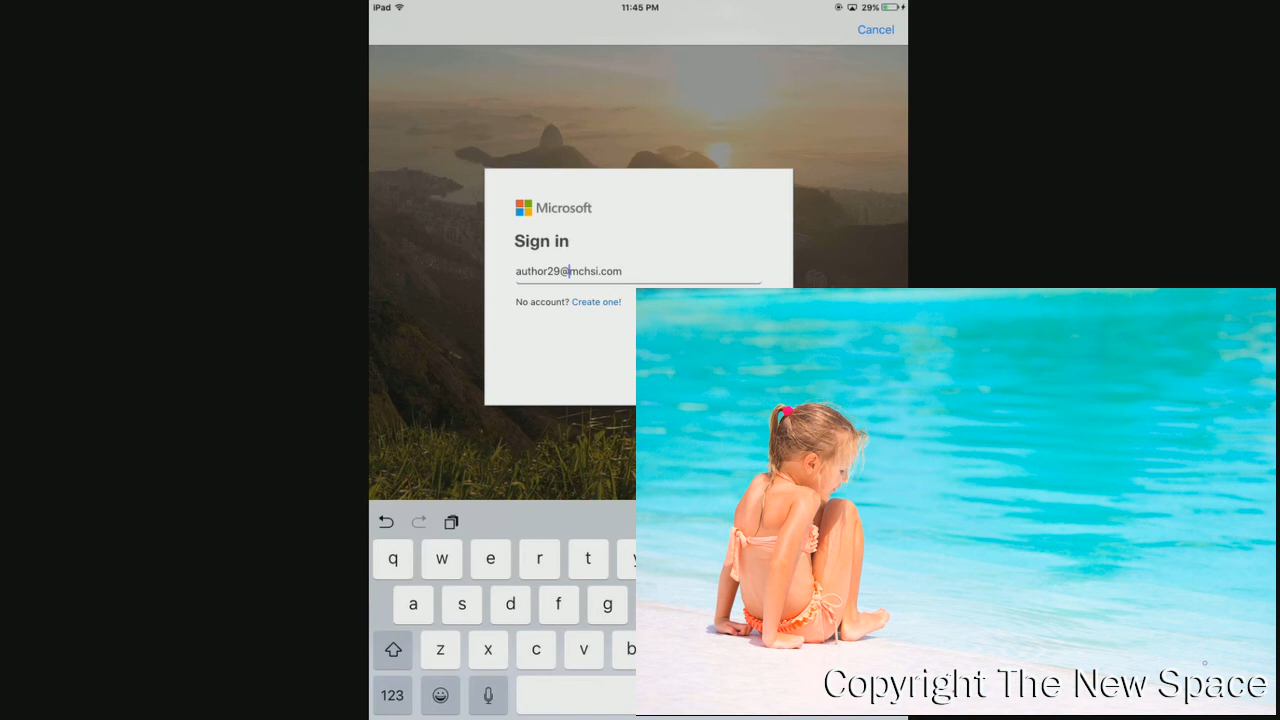 iPad 11:45 PM 29%
Cancel
Microsoft
Sign in
author29@mchsi.com
No account? Create one!
q w e r t
a s d f g
z x c v b
123
Copyright The New Space